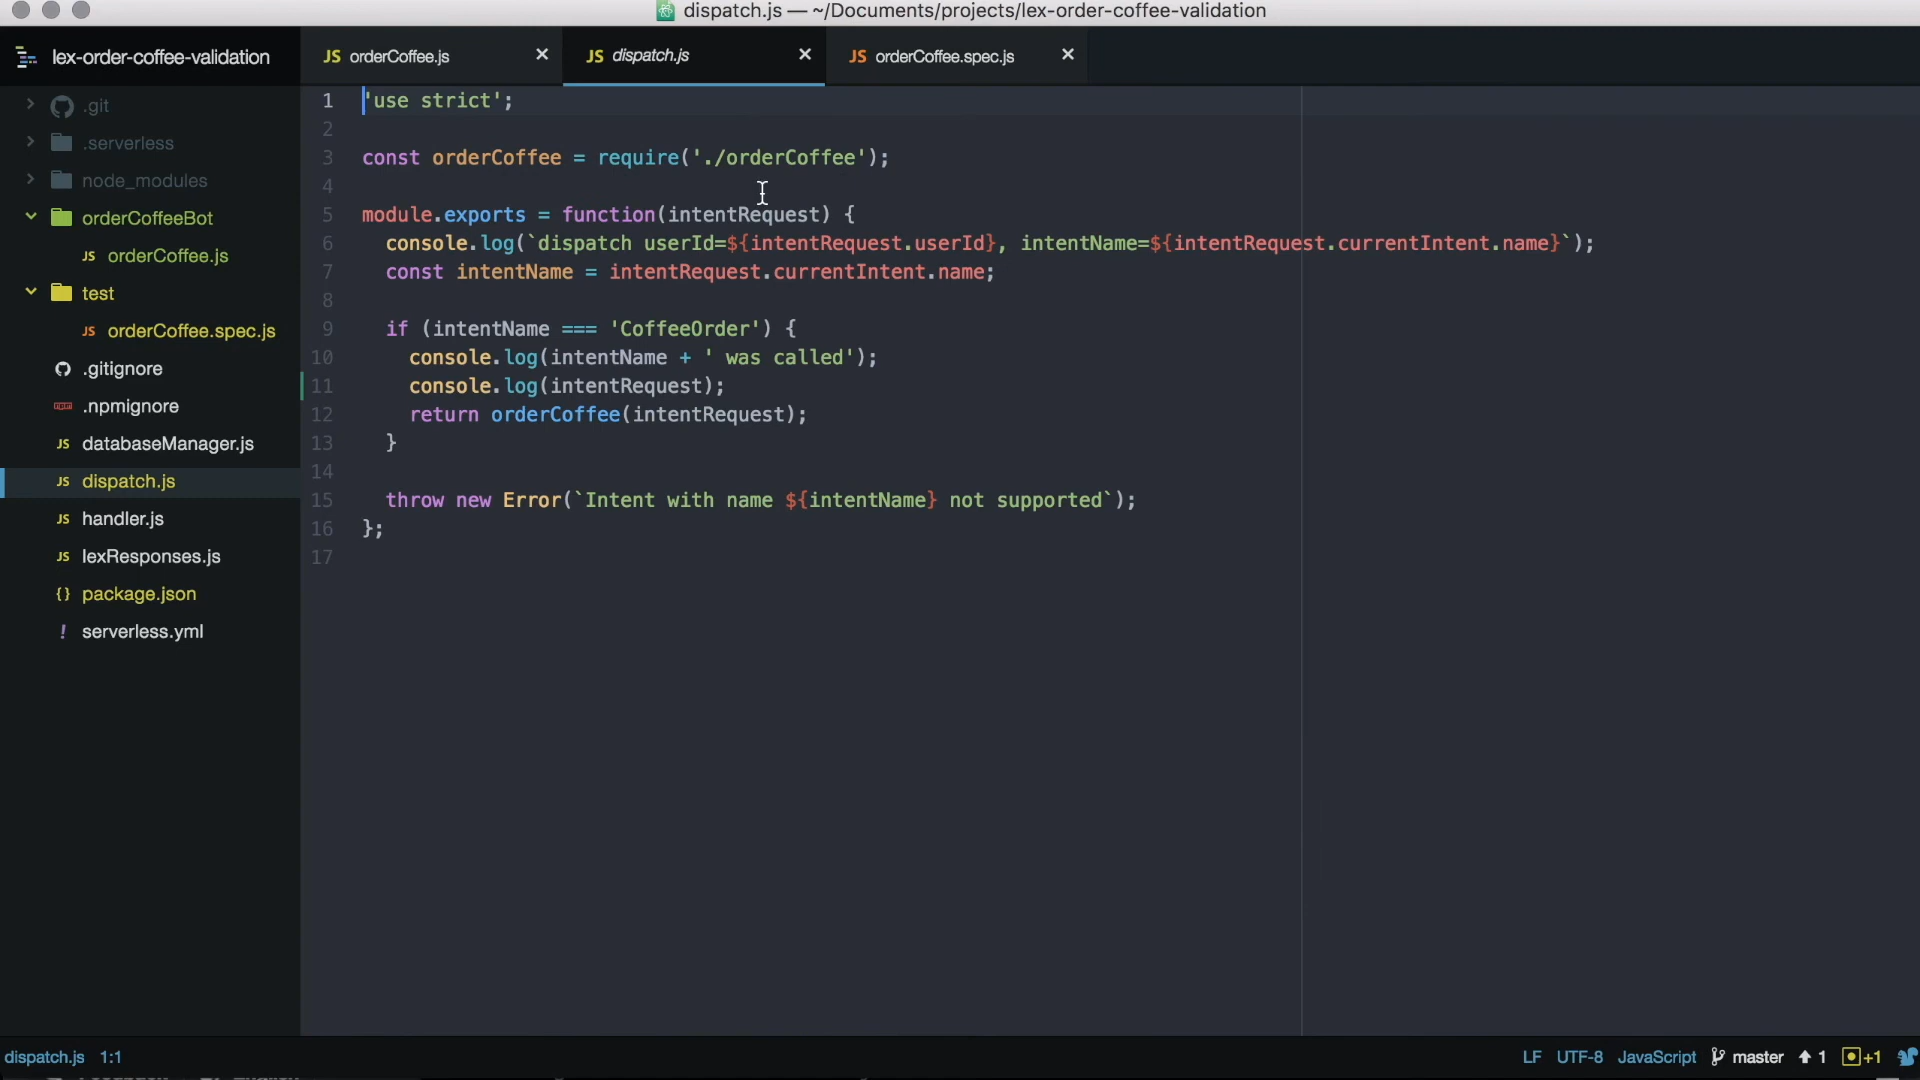 dispatch.js — ~/Documents/projects/lex-order-coffee-validation
lex-order-coffee-validation
JS orderCoffee.js ×
JS dispatch.js ×
JS orderCoffee.spec.js ×
.git
.serverless
node_modules
orderCoffeeBot
JS orderCoffee.js
test
JS orderCoffee.spec.js
.gitignore
.npmignore
JS databaseManager.js
JS dispatch.js
JS handler.js
JS lexResponses.js
{} package.json
! serverless.yml
1 'use strict';
2
3 const orderCoffee = require('./orderCoffee');
4
5 module.exports = function(intentRequest) {
6   console.log(`dispatch userId=${intentRequest.userId}, intentName=${intentRequest.currentIntent.name}`);
7   const intentName = intentRequest.currentIntent.name;
8
9   if (intentName === 'CoffeeOrder') {
10     console.log(intentName + ' was called');
11     console.log(intentRequest);
12     return orderCoffee(intentRequest);
13   }
14
15   throw new Error(`Intent with name ${intentName} not supported`);
16 };
17
dispatch.js 1:1
LF UTF-8 JavaScript master 1 +1